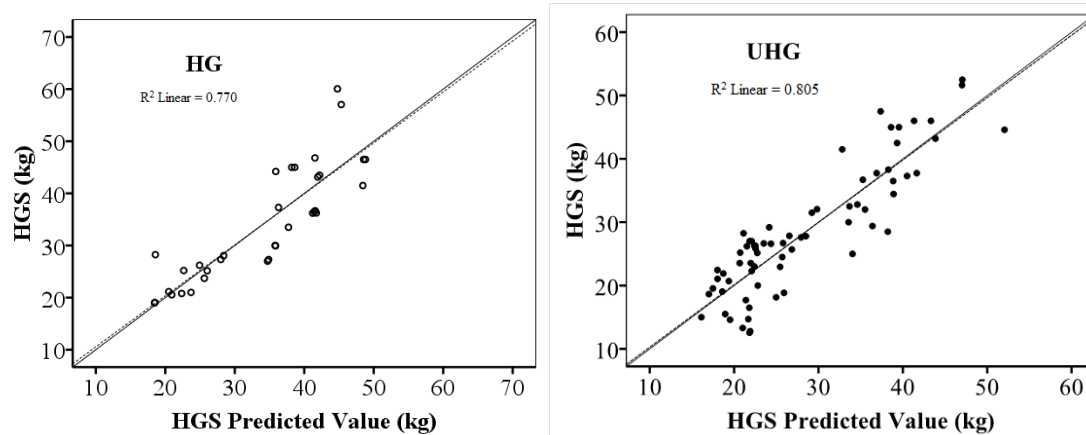 HG
R² Linear = 0.770
HGS (kg)
70
60
50
40
30
20
10
10 20 30 40 50 60 70
HGS Predicted Value (kg)
UHG
R² Linear = 0.805
HGS (kg)
60
50
40
30
20
10
10 20 30 40 50 60
HGS Predicted Value (kg)